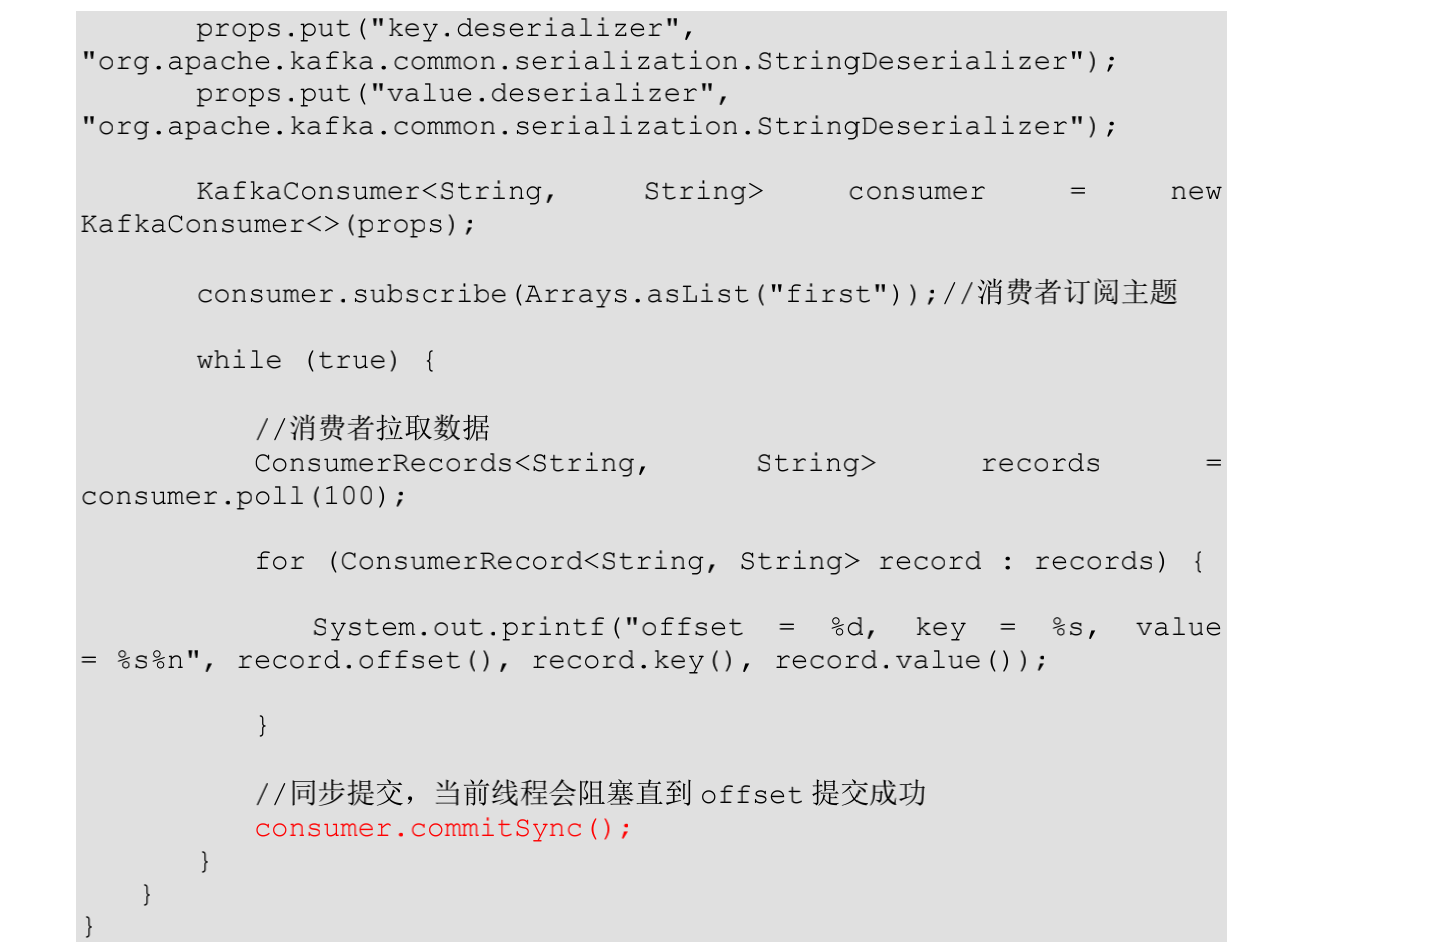 props.put("key.deserializer",
"org.apache.kafka.common.serialization.StringDeserializer");
props.put("value.deserializer",
"org.apache.kafka.common.serialization.StringDeserializer");
KafkaConsumer<String, String> consumer = new
KafkaConsumer<>(props);
consumer.subscribe(Arrays.asList("first"));//消费者订阅主题
while (true) {
//消费者拉取数据
ConsumerRecords<String, String> records =
consumer.poll(100);
for (ConsumerRecord<String, String> record : records) {
System.out.printf("offset = %d, key = %s, value
= %s%n", record.offset(), record.key(), record.value());
}
//同步提交，当前线程会阻塞直到 offset 提交成功
consumer.commitSync();
}
}
}